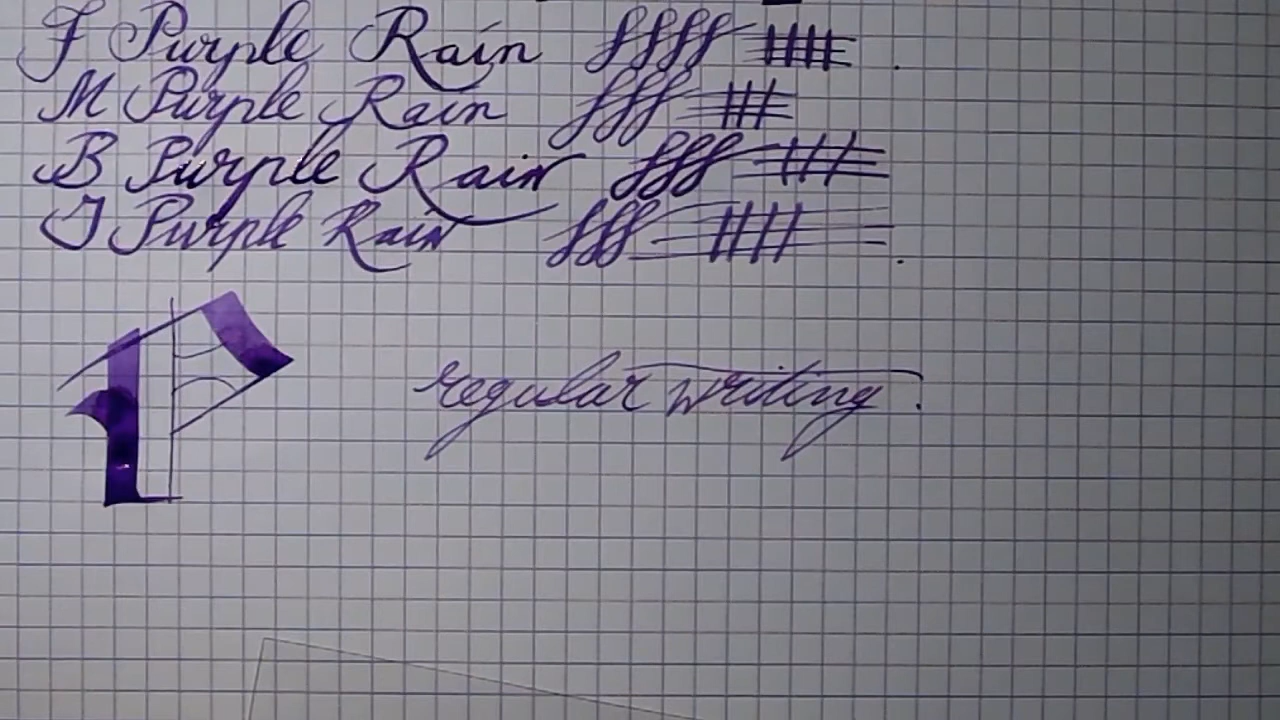 F Purple Rain
M Purple Rain
B Purple Rain
I Purple Rain
P
regular writing.